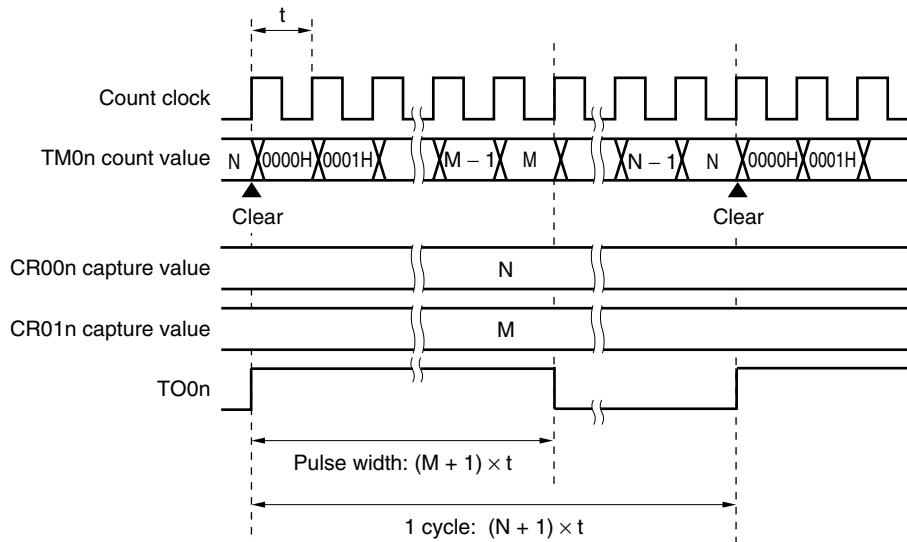 t
Count clock
TM0n count value N 0000H 0001H M – 1 M N – 1 N 0000H 0001H
Clear Clear
CR00n capture value N
CR01n capture value M
TO0n
Pulse width: (M + 1) × t
1 cycle: (N + 1) × t